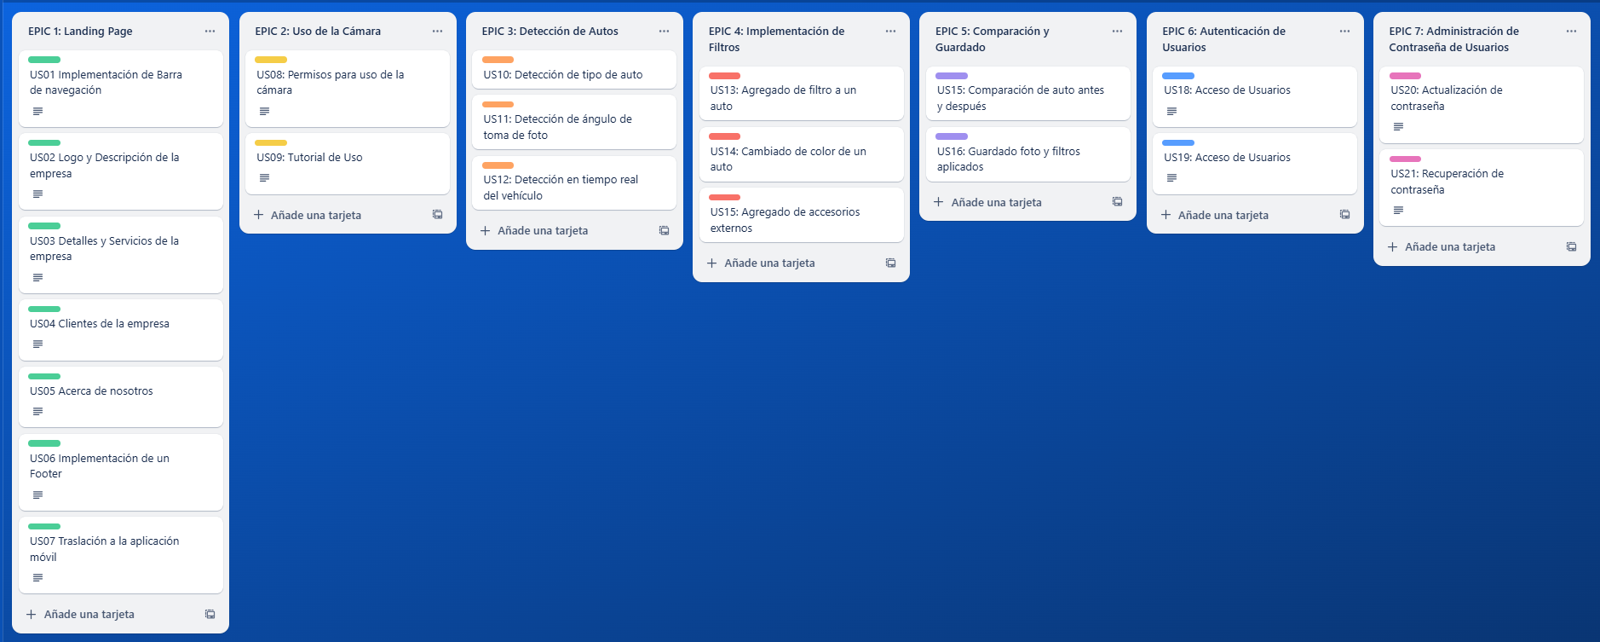 EPIC 1: Landing Page
US01 Implementación de Barra
de navegación
US02 Logo y Descripción de la
empresa
US03 Detalles y Servicios de la
empresa
US04 Clientes de la empresa
US05 Acerca de nosotros
US06 Implementación de un
Footer
US07 Traslación a la aplicación
móvil
Añade una tarjeta
EPIC 2: Uso de la Cámara
US08: Permisos para uso de la
cámara
US09: Tutorial de Uso
Añade una tarjeta
EPIC 3: Detección de Autos
US10: Detección de tipo de auto
US11: Detección de ángulo de
toma de foto
US12: Detección en tiempo real
del vehículo
Añade una tarjeta
EPIC 4: Implementación de
Filtros
US13: Agregado de filtro a un
auto
US14: Cambiado de color de un
auto
US15: Agregado de accesorios
externos
Añade una tarjeta
EPIC 5: Comparación y
Guardado
US15: Comparación de auto antes
y después
US16: Guardado foto y filtros
aplicados
Añade una tarjeta
EPIC 6: Autenticación de
Usuarios
US18: Acceso de Usuarios
US19: Acceso de Usuarios
Añade una tarjeta
EPIC 7: Administración de
Contraseña de Usuarios
US20: Actualización de
contraseña
US21: Recuperación de
contraseña
Añade una tarjeta